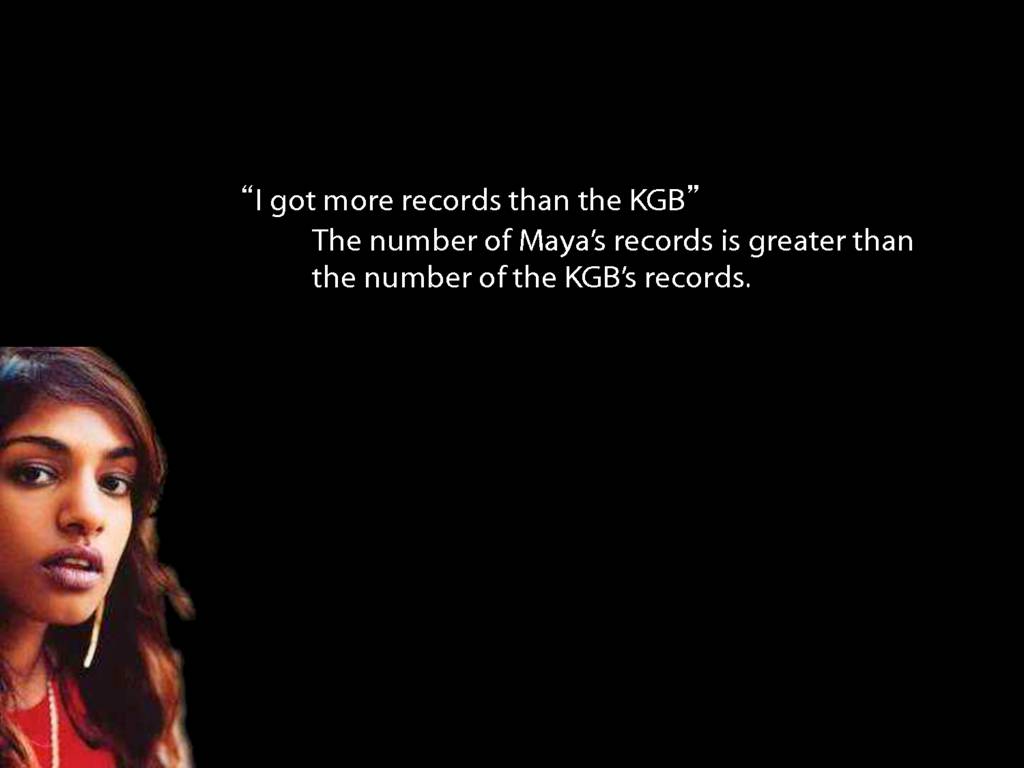 “I got more records than the KGB”
The number of Maya’s records is greater than
the number of the KGB’s records.